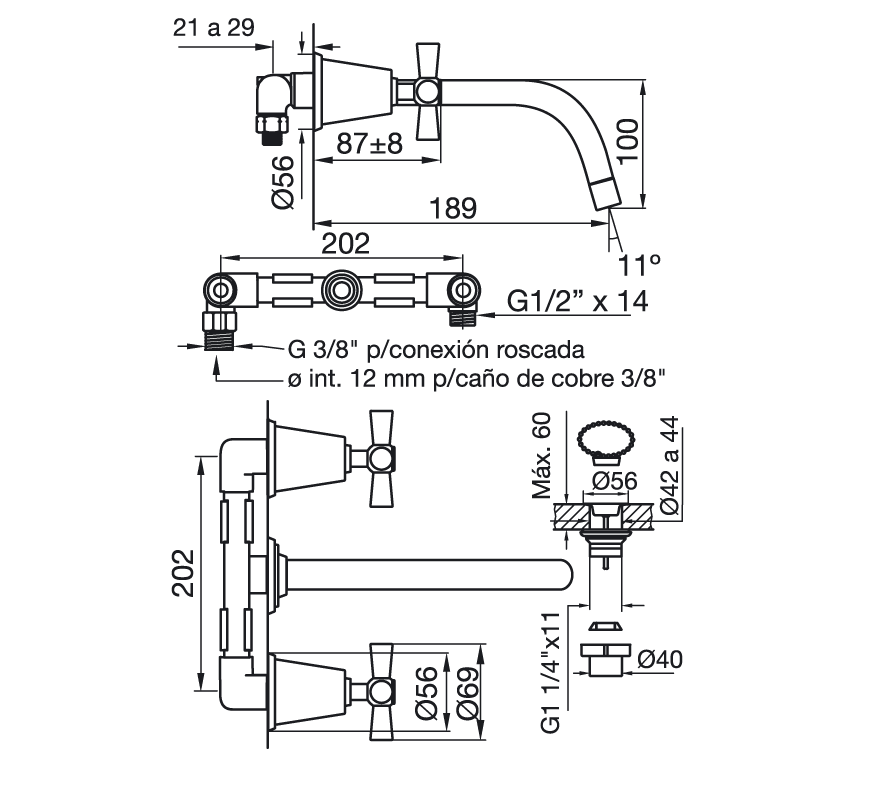 21 a 29
Ø56
87±8
100
189
11º
202
G1/2” x 14
G 3/8" p/conexión roscada
ø int. 12 mm p/caño de cobre 3/8"
Máx. 60
Ø56
Ø42 a 44
202
Ø56
Ø69
G1 1/4"x11
Ø40